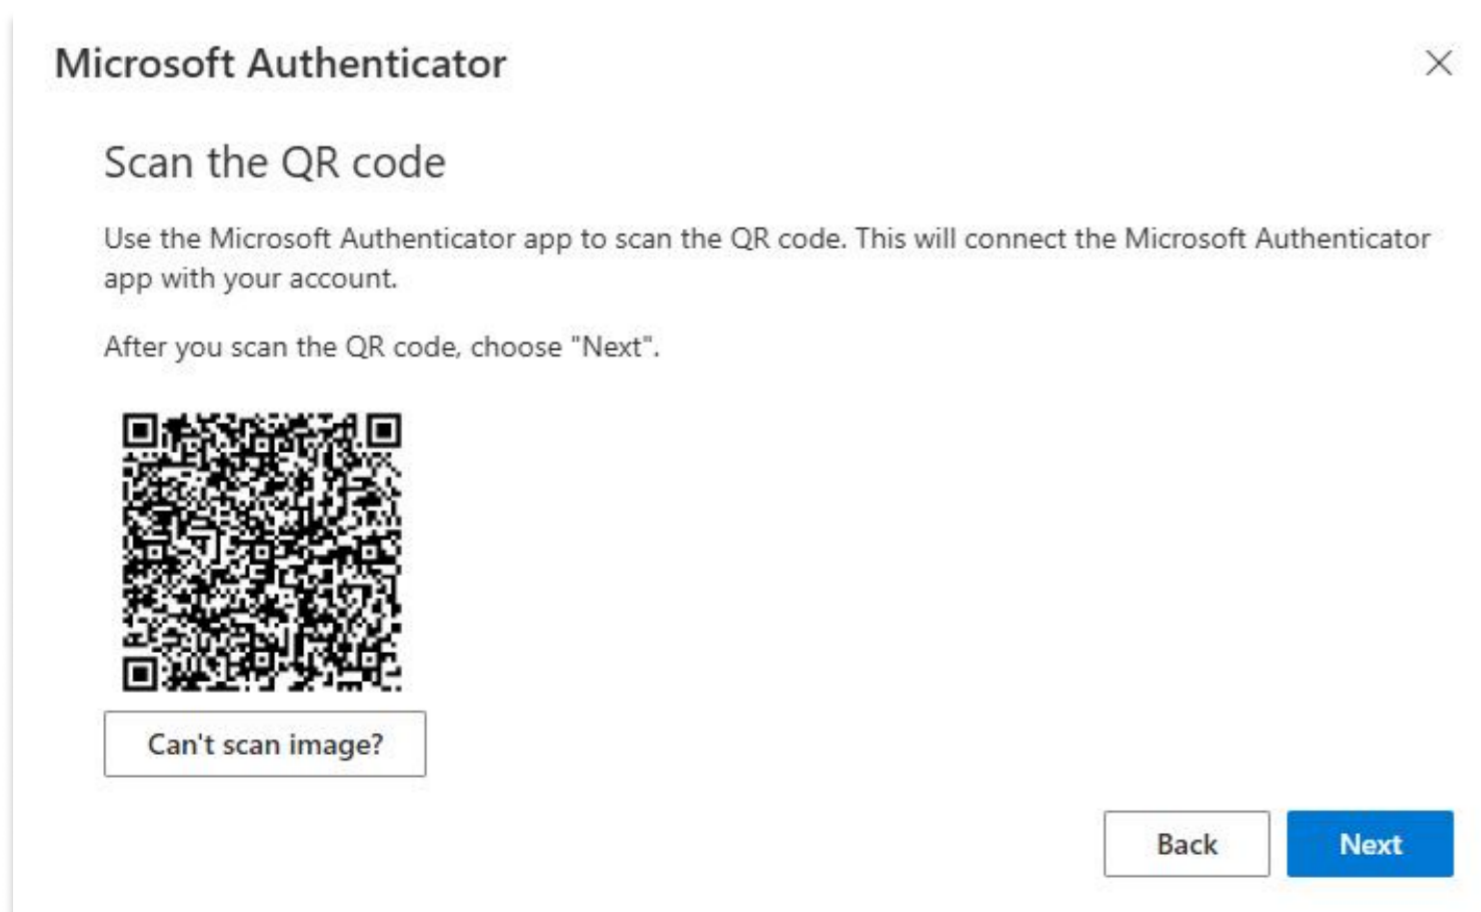 Microsoft Authenticator
Scan the QR code
Use the Microsoft Authenticator app to scan the QR code. This will connect the Microsoft Authenticator
app with your account.
After you scan the QR code, choose "Next".
Can't scan image?
Back
Next